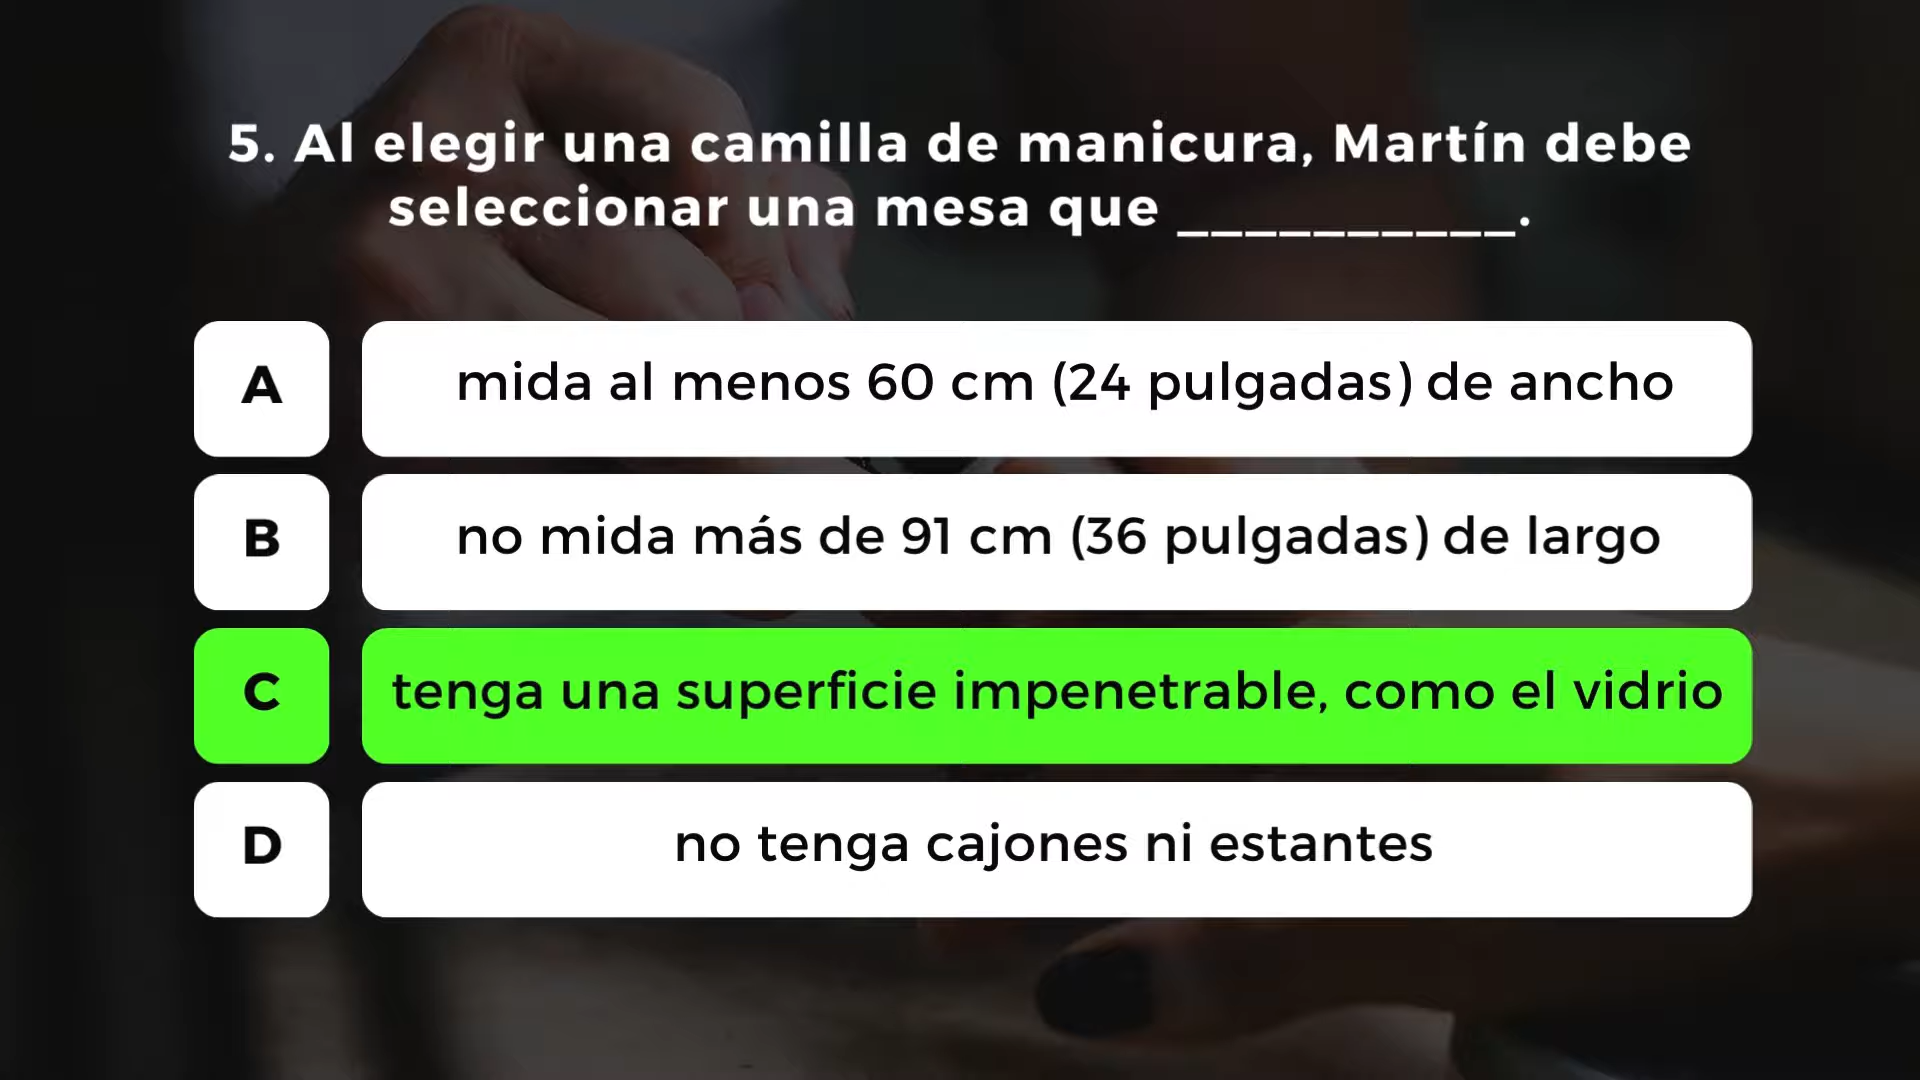 5. Al elegir una camilla de manicura, Martín debe
seleccionar una mesa que __________.
A
mida al menos 60 cm (24 pulgadas) de ancho
B
no mida más de 91 cm (36 pulgadas) de largo
C
tenga una superficie impenetrable, como el vidrio
D
no tenga cajones ni estantes